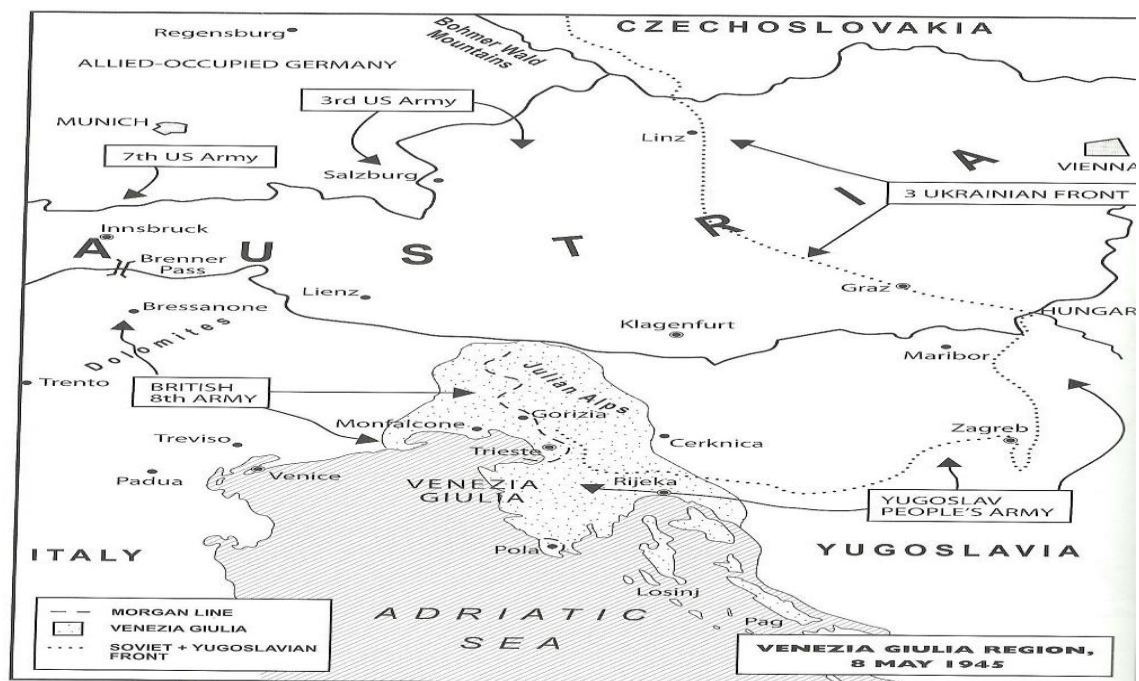 CZECHOSLOVAKIA
Regensburg
Bohmer Wald
Mountains
ALLIED-OCCUPIED GERMANY
3rd US Army
MUNICH
Linz
7th US Army
VIENNA
Salzburg
3 UKRAINIAN FRONT
AUSTRIA
Innsbruck
Brenner
Pass
Lienz
Graz
Bressanone
HUNGAR
Klagenfurt
Dolomites
Maribor
Trento
BRITISH
8th ARMY
Julian Alps
Gorizia
Monfalcone
Zagreb
Treviso
Trieste
Cerknica
Padua
Venice
VENEZIA
GIULIA
Rijeka
YUGOSLAV
PEOPLE'S ARMY
Pola
ITALY
YUGOSLAVIA
Losinj
ADRIATIC
SEA
Pag
MORGAN LINE
VENEZIA GIULIA
SOVIET + YUGOSLAVIAN
FRONT
VENEZIA GIULIA REGION,
8 MAY 1945